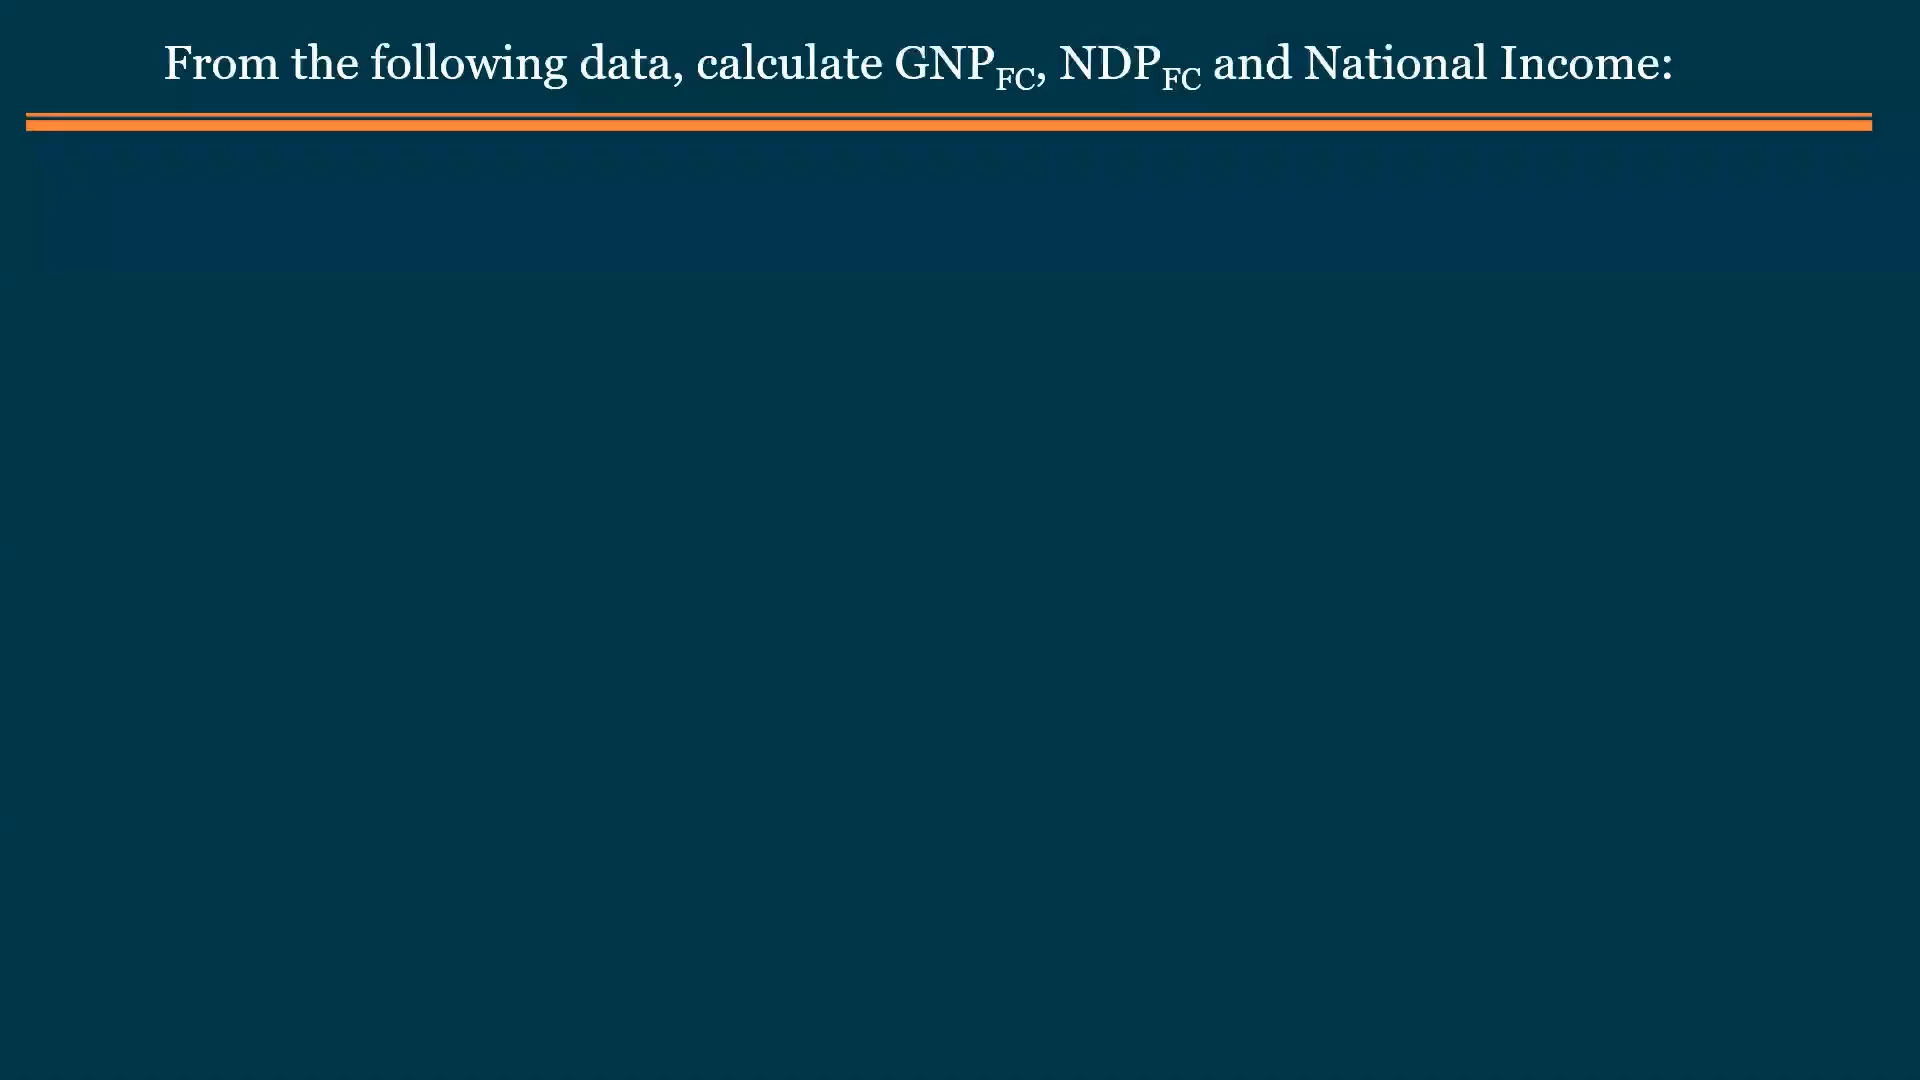 From the following data, calculate GNPFC, NDPFC and National Income: